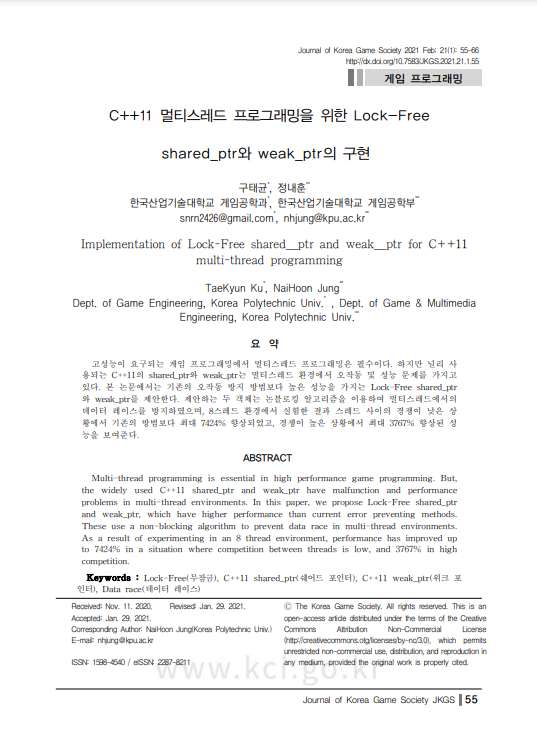 Journal of Korea Game Society 2021 Feb; 21(1): 55-66
http://dx.doi.org/10.7583/JKGS.2021.21.1.55
게임 프로그래밍
C++11 멀티스레드 프로그래밍을 위한 Lock-Free
shared_ptr와 weak_ptr의 구현
구태균*, 정내훈**
한국산업기술대학교 게임공학과*, 한국산업기술대학교 게임공학부**
snrn2426@gmail.com*, nhjung@kpu.ac.kr**
Implementation of Lock-Free shared__ptr and weak__ptr for C++11
multi-thread programming
TaeKyun Ku*, NaiHoon Jung**
Dept. of Game Engineering, Korea Polytechnic Univ.* , Dept. of Game & Multimedia
Engineering, Korea Polytechnic Univ.**
요 약
고성능이 요구되는 게임 프로그래밍에서 멀티스레드 프로그래밍은 필수이다. 하지만 널리 사
용되는 C++11의 shared_ptr와 weak_ptr는 멀티스레드 환경에서 오작동 및 성능 문제를 가지고
있다. 본 논문에서는 기존의 오작동 방지 방법보다 높은 성능을 가지는 Lock-Free shared_ptr
와 weak_ptr를 제안한다. 제안하는 두 객체는 논블로킹 알고리즘을 이용하여 멀티스레드에서의
데이터 레이스를 방지하였으며, 8스레드 환경에서 실험한 결과 스레드 사이의 경쟁이 낮은 상
황에서 기존의 방법보다 최대 7424% 향상되었고, 경쟁이 높은 상황에서 최대 3767% 향상된 성
능을 보여준다.
ABSTRACT
Multi-thread programming is essential in high performance game programming. But,
the widely used C++11 shared_ptr and weak_ptr have malfunction and performance
problems in multi-thread environments. In this paper, we propose Lock-Free shared_ptr
and weak_ptr, which have higher performance than current error preventing methods.
These use a non-blocking algorithm to prevent data race in multi-thread environments.
As a result of experimenting in an 8 thread environment, performance has improved up
to 7424% in a situation where competition between threads is low, and 3767% in high
competition.
Keywords : Lock-Free(무잠금), C++11 shared_ptr(쉐어드 포인터), C++11 weak_ptr(위크 포
인터), Data race(데이터 레이스)
Received: Nov. 11. 2020. Revised: Jan. 29. 2021.
Accepted: Jan. 29. 2021.
Corresponding Author: NaiHoon Jung(Korea Polytechnic Univ.)
E-mail: nhjung@kpu.ac.kr
ISSN: 1598-4540 / eISSN: 2287-8211
Ⓒ The Korea Game Society. All rights reserved. This is an
open-access article distributed under the terms of the Creative
Commons Attribution Non-Commercial License
(http://creativecommons.otg/licenses/by-nc/3.0), which permits
unrestricted non-commercial use, distribution, and reproduction in
any medium, provided the original work is properly cited.
www.kci.go.kr
Journal of Korea Game Society JKGS 55